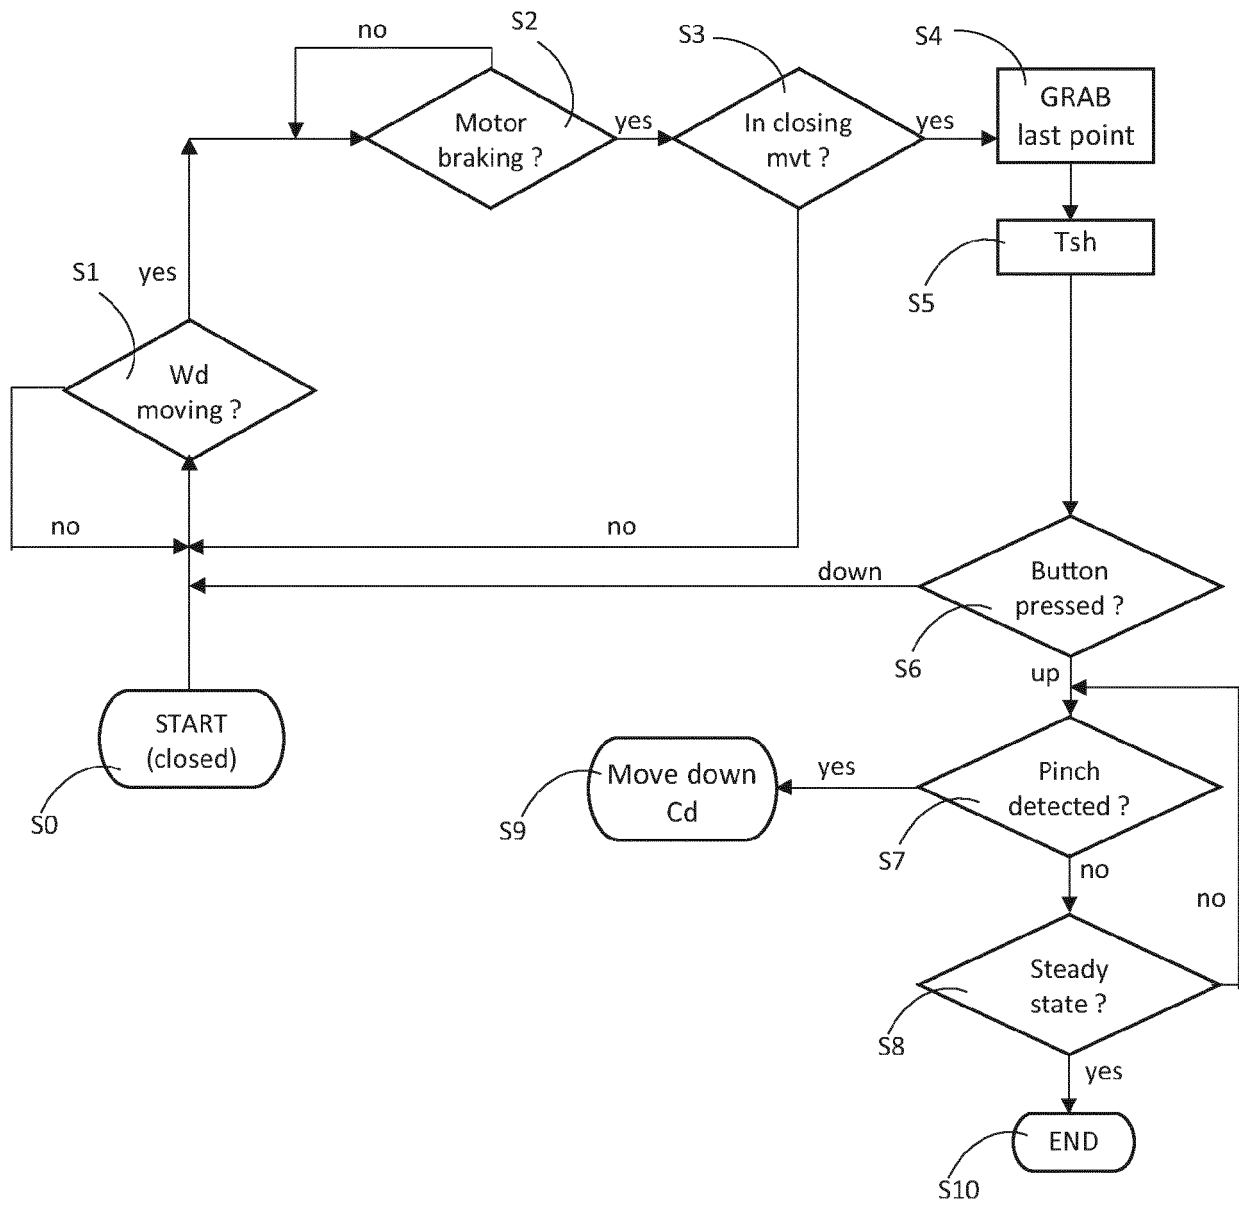 no
S2
S3
S4
Motor
braking ?
yes
In closing
mvt ?
yes
GRAB
last point
Tsh
S5
S1
yes
Wd
moving ?
no
no
down
Button
pressed ?
S6
up
START
(closed)
S0
Move down
Cd
S9
yes
Pinch
detected ?
S7
no
no
Steady
state ?
S8
yes
END
S10